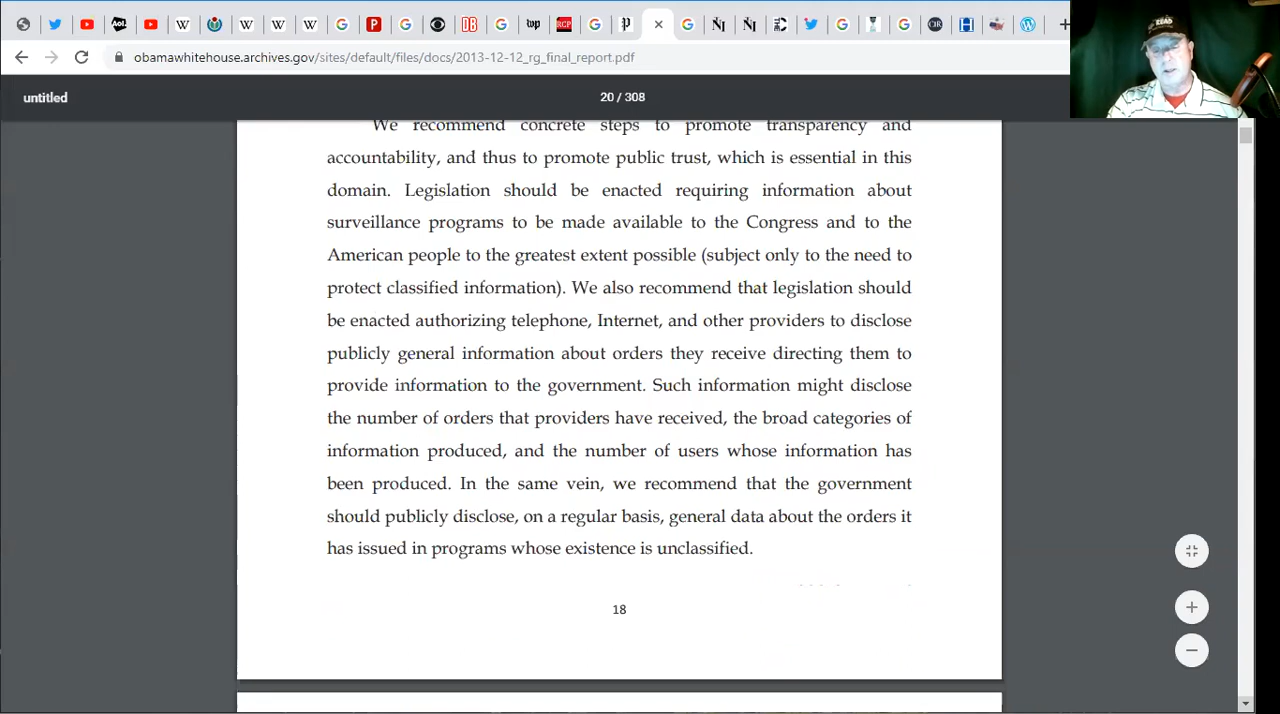 obamawhitehouse.archives.gov/sites/default/files/docs/2013-12-12_rg_final_report.pdf
untitled
20 / 308
We recommend concrete steps to promote transparency and
accountability, and thus to promote public trust, which is essential in this
domain. Legislation should be enacted requiring information about
surveillance programs to be made available to the Congress and to the
American people to the greatest extent possible (subject only to the need to
protect classified information). We also recommend that legislation should
be enacted authorizing telephone, Internet, and other providers to disclose
publicly general information about orders they receive directing them to
provide information to the government. Such information might disclose
the number of orders that providers have received, the broad categories of
information produced, and the number of users whose information has
been produced. In the same vein, we recommend that the government
should publicly disclose, on a regular basis, general data about the orders it
has issued in programs whose existence is unclassified.
18